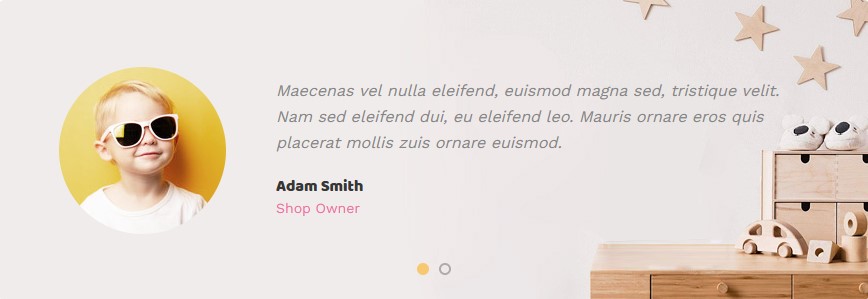 Maecenas vel nulla eleifend, euismod magna sed, tristique velit.
Nam sed eleifend dui, eu eleifend leo. Mauris ornare eros quis
placerat mollis zuis ornare euismod.
Adam Smith
Shop Owner